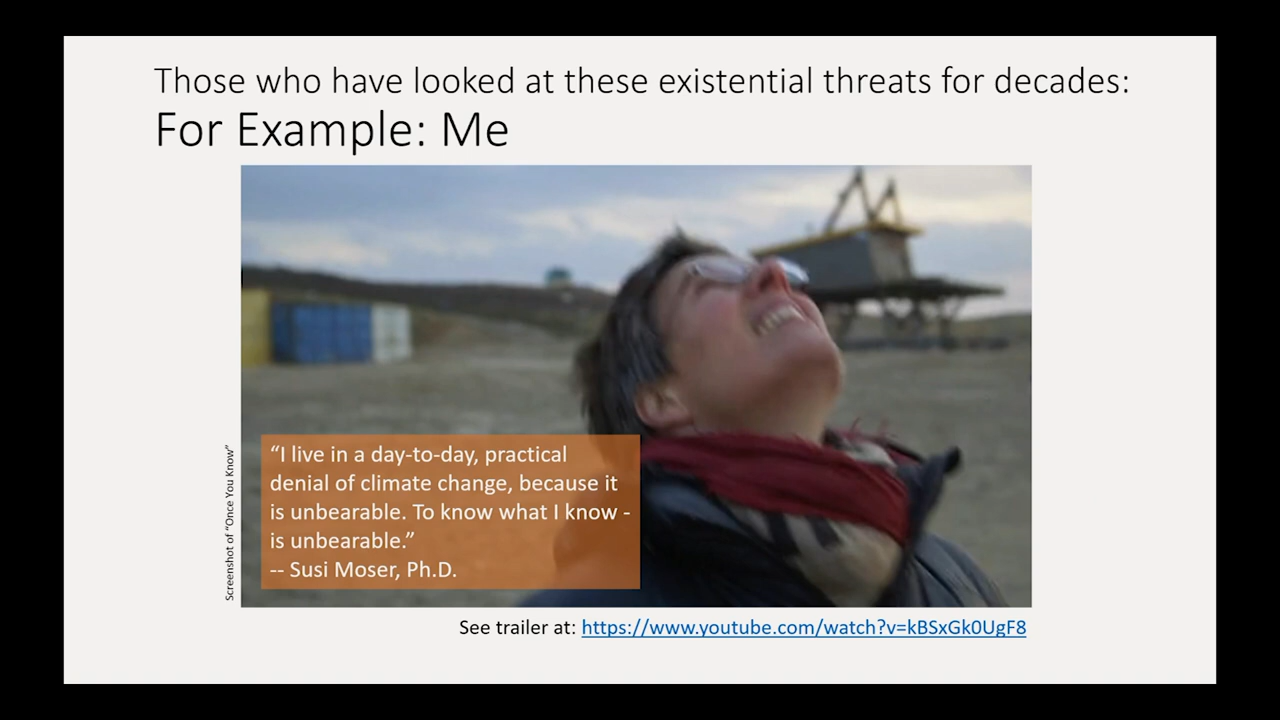 Those who have looked at these existential threats for decades:
For Example: Me
“I live in a day-to-day, practical
denial of climate change, because it
is unbearable. To know what I know -
is unbearable.”
-- Susi Moser, Ph.D.
Screenshot of “Once You Know”
See trailer at: https://www.youtube.com/watch?v=kBSxGk0UgF8